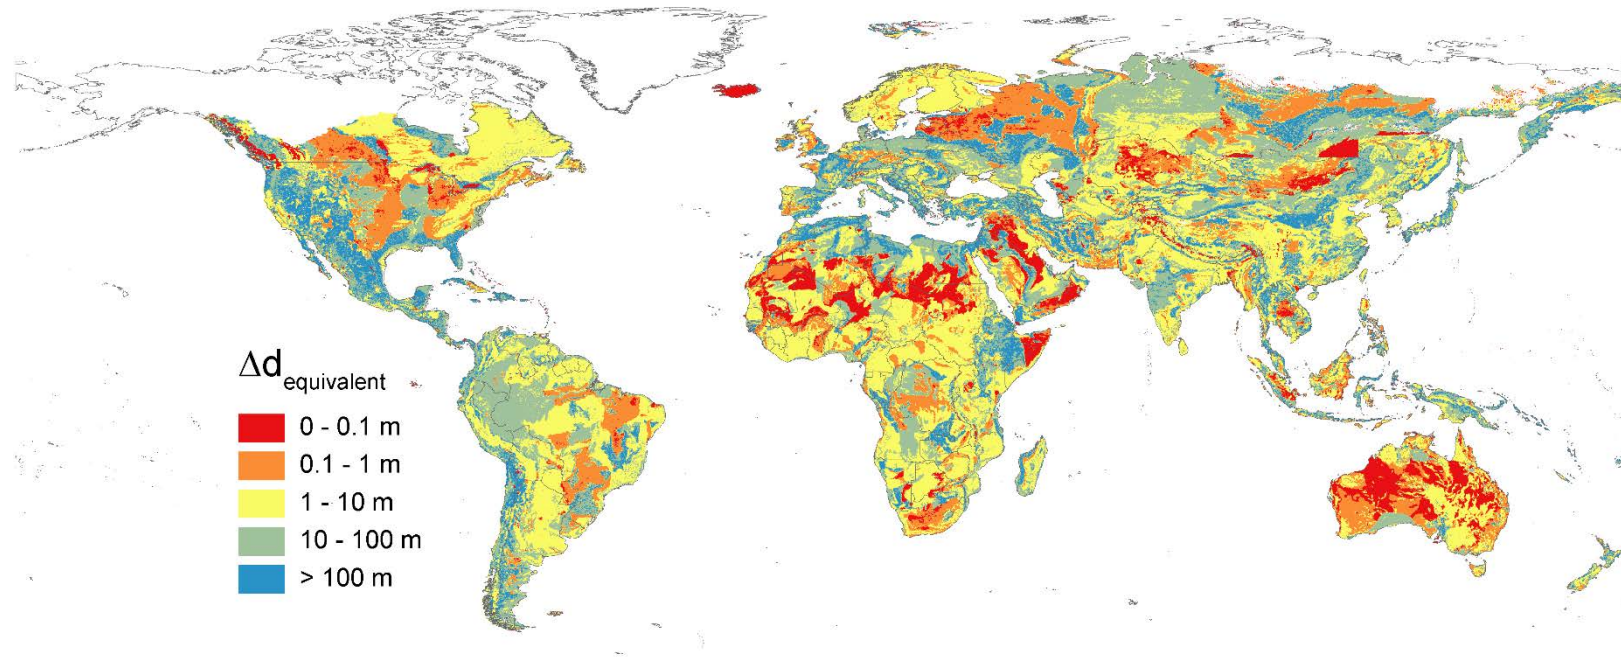 Δd equivalent
0 - 0.1 m
0.1 - 1 m
1 - 10 m
10 - 100 m
> 100 m